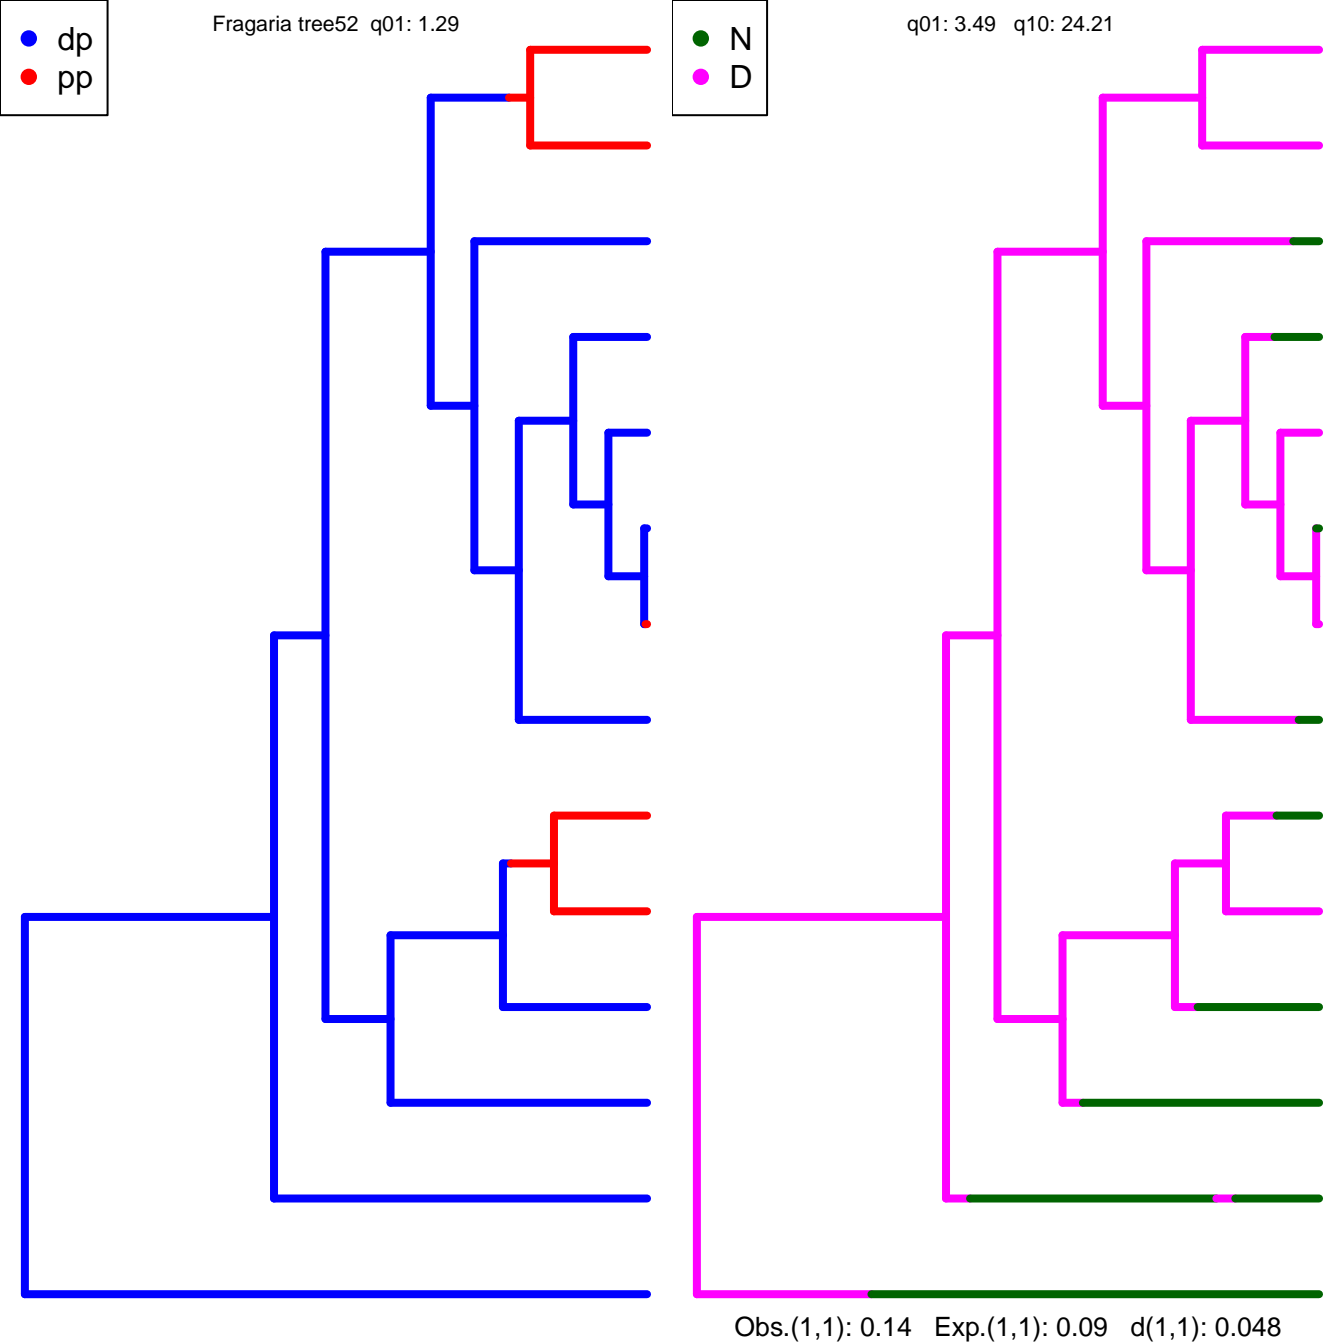 Fragaria tree52  q01: 1.29
dp
pp
q01: 3.49   q10: 24.21
N
D
Obs.(1,1): 0.14   Exp.(1,1): 0.09   d(1,1): 0.048